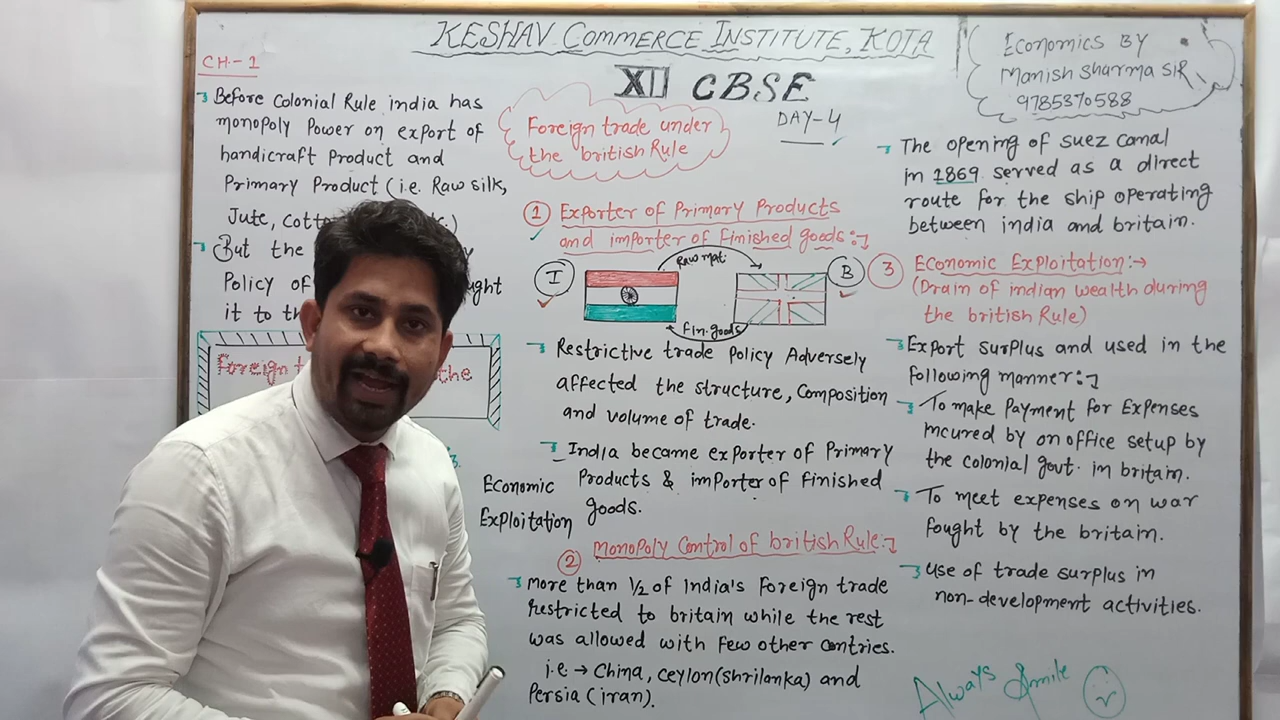 KESHAV COMMERCE INSTITUTE, KOTA
XII CBSE
DAY-4
Economics BY
Manish Sharma SIR
9785370588
CH.-1
Before Colonial Rule india has
monopoly Power on export of
handicraft Product and
Primary Product (i.e. Raw silk,
Jute,
But the
Policy of
it to
the
Foreign trade under
the british Rule
① Exporter of Primary Products
and importer of Finished goods:-
I
Raw mat.
B
Fin. goods
Restrictive trade Policy Adversely
affected the structure, Composition
and volume of trade.
India became exporter of Primary
Products & importer of Finished
goods.
Economic
Exploitation
② Monopoly Control of british Rule:-
More than 1/2 of India's Foreign trade
Restricted to britain while the rest
was allowed with few other contries.
i.e → China, ceylon(shrilanka) and
Persia (iran).
The opening of suez canal
in 1869 served as a direct
route for the ship operating
between india and britain.
③ Economic Exploitation:→
(Drain of indian wealth during
the british Rule)
Export surplus and used in the
following manner:-
To make Payment for Expenses
incured by on office setup by
the colonial govt. in britain.
To meet expenses on war
fought by the britain.
Use of trade surplus in
non-development activities.
Always Smile